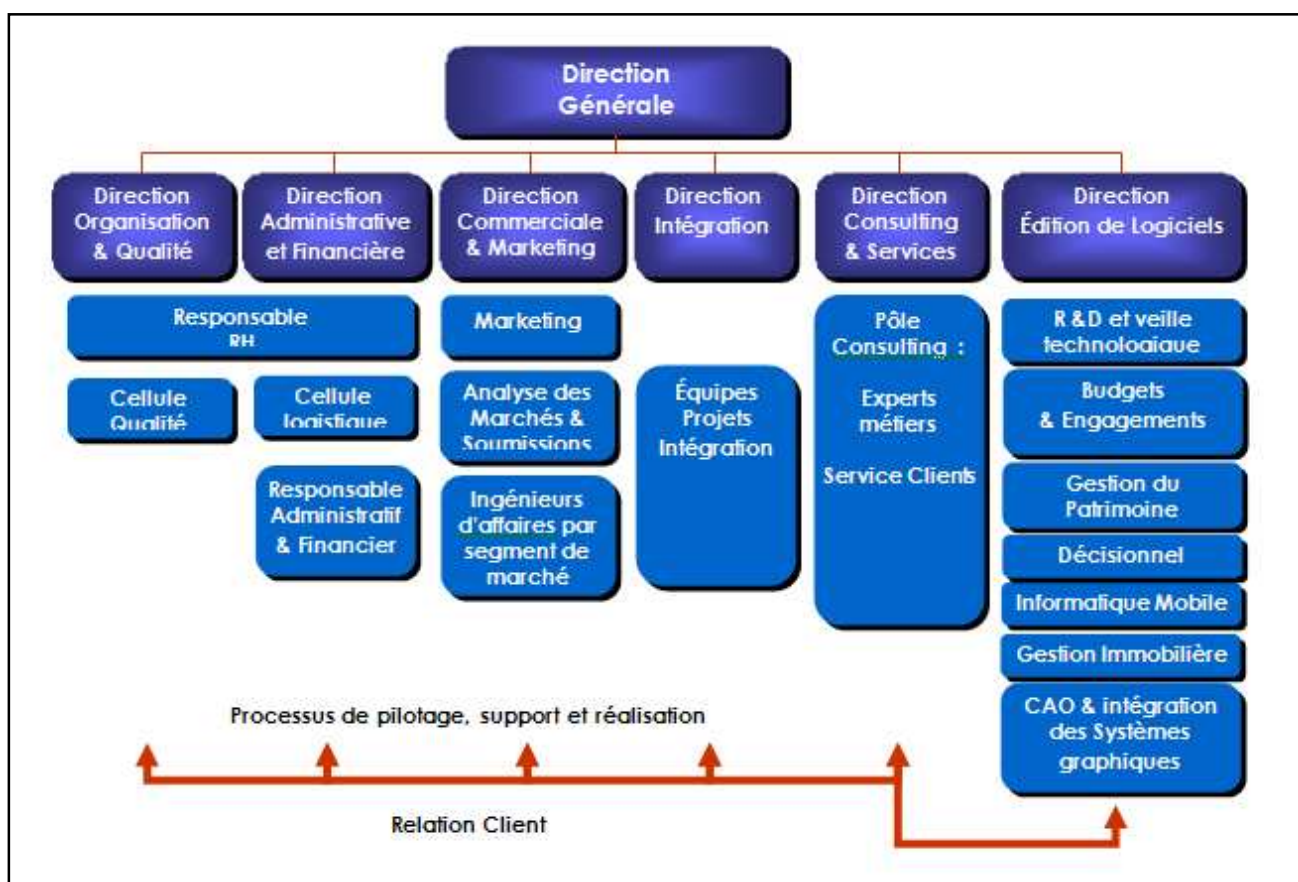 Direction
Générale
Direction
Organisation
& Qualité
Direction
Administrative
et Financière
Direction
Commerciale
& Marketing
Direction
Intégration
Direction
Consulting
& Services
Direction
Édition de Logiciels
Responsable
RH
Cellule
Qualité
Cellule
logistique
Responsable
Administratif
& Financier
Marketing
Analyse des
Marchés &
Soumissions
Ingénieurs
d'affaires par
segment de
marché
Équipes
Projets
Intégration
Pôle
Consulting :
Experts
métiers
Service Clients
R &D et veille
technologique
Budgets
& Engagements
Gestion du
Patrimoine
Décisionnel
Informatique Mobile
Gestion Immobilière
CAO & intégration
des Systèmes
graphiques
Processus de pilotage, support et réalisation
Relation Client